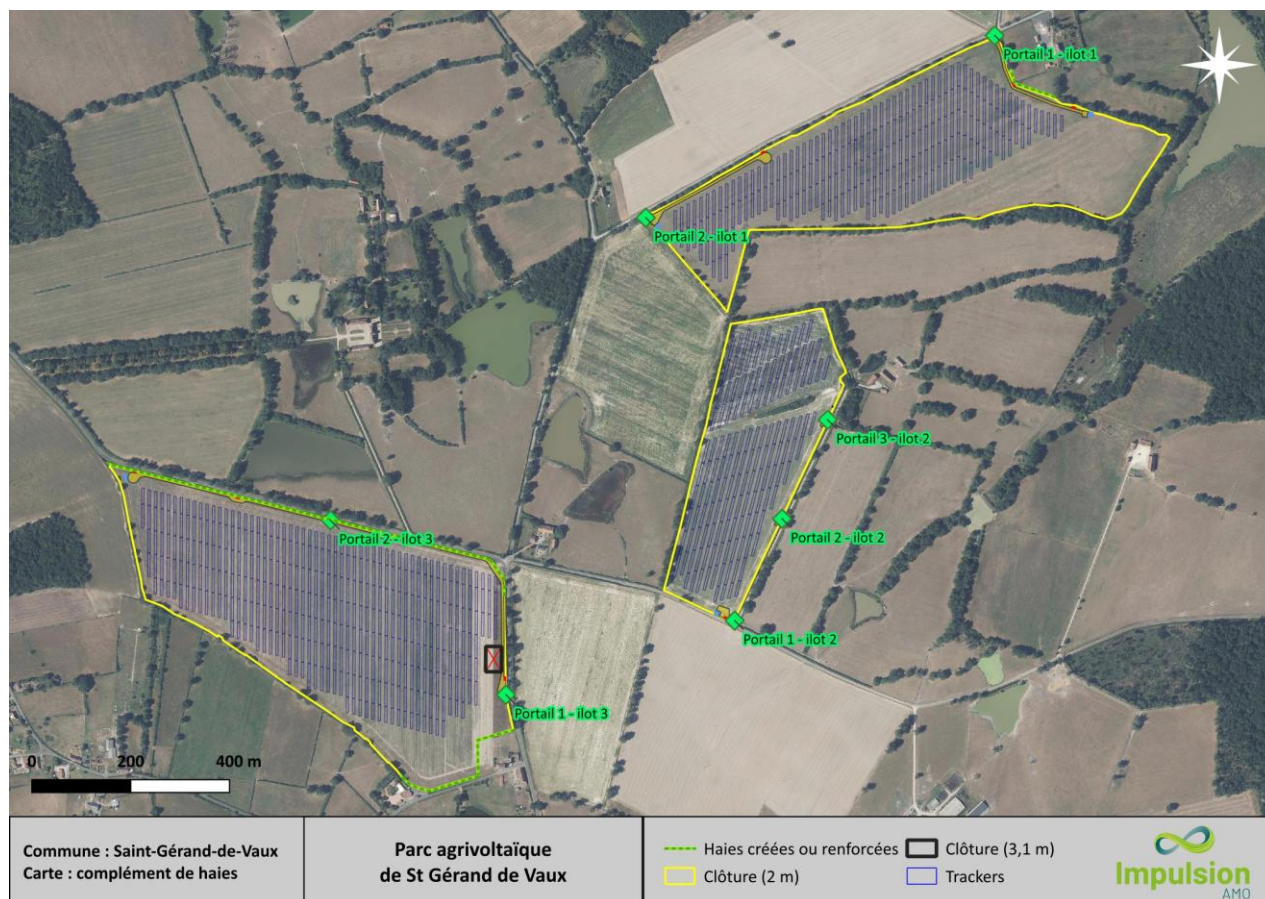 Portail 1 - ilot 1
Portail 2 - ilot 1
Portail 3 - ilot 2
Portail 2 - ilot 2
Portail 2 - ilot 3
Portail 1 - ilot 2
Portail 1 - ilot 3
0 200 400 m
Commune : Saint-Gérand-de-Vaux
Carte : complément de haies
Parc agrivoltaïque
de St Gérand de Vaux
Haies créées ou renforcées
Clôture (3,1 m)
Clôture (2 m)
Trackers
Impulsion
AMO